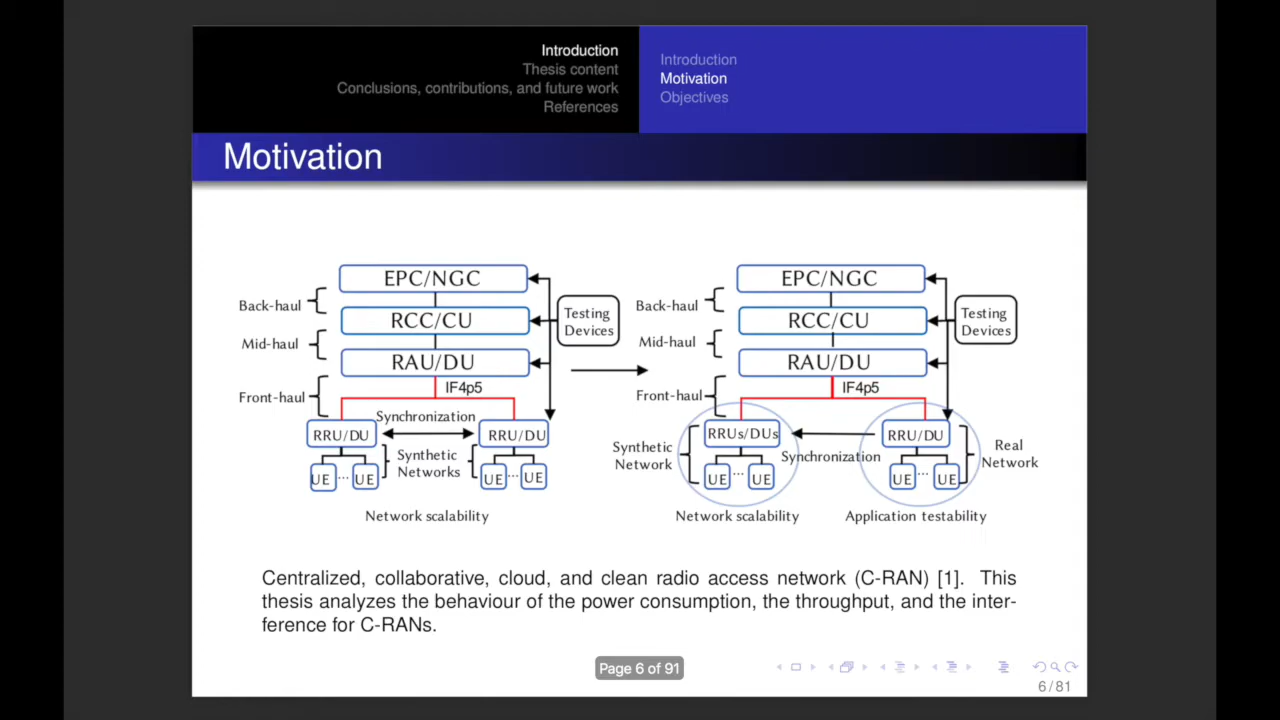 Introduction
Thesis content
Conclusions, contributions, and future work
References
Introduction
Motivation
Objectives
Motivation
EPC/NGC
Back-haul
RCC/CU
Testing
Devices
Mid-haul
RAU/DU
IF4p5
Front-haul
Synchronization
RRU/DU
RRU/DU
Synthetic
Networks
UE
...
UE
UE
...
UE
Network scalability
EPC/NGC
Back-haul
RCC/CU
Testing
Devices
Mid-haul
RAU/DU
IF4p5
Front-haul
RRUs/DUs
RRU/DU
Synthetic
Network
Synchronization
Real
Network
UE
...
UE
UE
...
UE
Network scalability
Application testability
Centralized, collaborative, cloud, and clean radio access network (C-RAN) [1]. This
thesis analyzes the behaviour of the power consumption, the throughput, and the inter-
ference for C-RANs.
Page 6 of 91
6/81